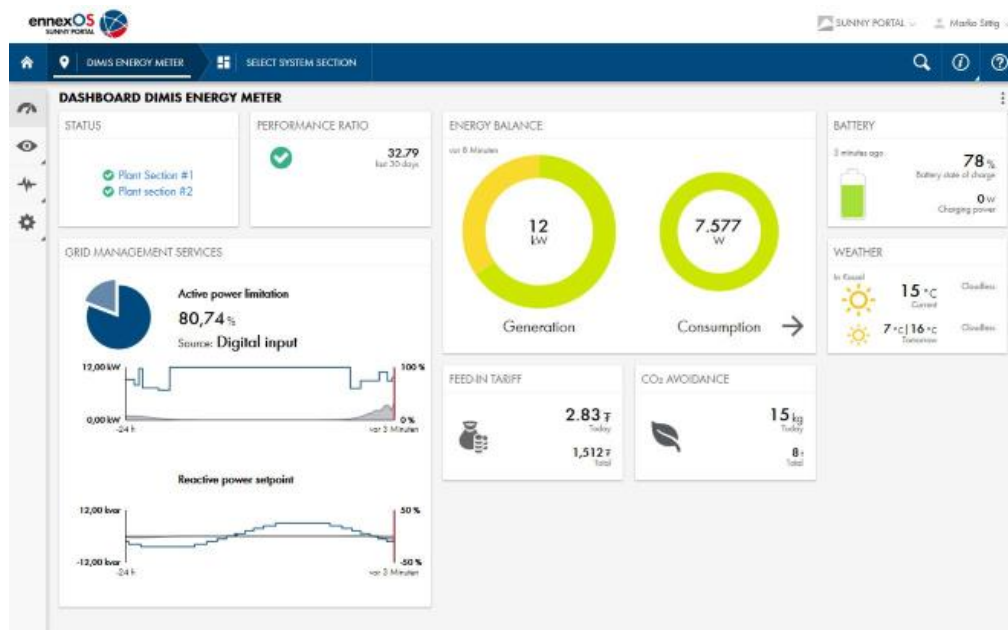 ennexOS
SUNNY PORTAL
SUNNY PORTAL
Marko Sittig
DIMIS ENERGY METER
SELECT SYSTEM SECTION
DASHBOARD DIMIS ENERGY METER
STATUS
Plant Section #1
Plant section #2
PERFORMANCE RATIO
32.79
last 30 days
ENERGY BALANCE
vor 8 Minuten
12
kW
Generation
7.577
W
Consumption
BATTERY
3 minutes ago
78 %
Battery state of charge
0 W
Charging power
GRID MANAGEMENT SERVICES
Active power limitation
80,74 %
Source: Digital input
12,00 kW
100 %
0,00 kW
0 %
-24 h
vor 3 Minuten
Reactive power setpoint
12,00 kvar
50 %
-12,00 kvar
-50 %
-24 h
vor 3 Minuten
WEATHER
In Kassel
15 °C
Current
Cloudless
7 °C | 16 °C
Tomorrow
Cloudless
FEED-IN TARIFF
2.83 ₮
Today
1,512 ₮
Total
CO₂ AVOIDANCE
15 kg
Today
8 t
Total